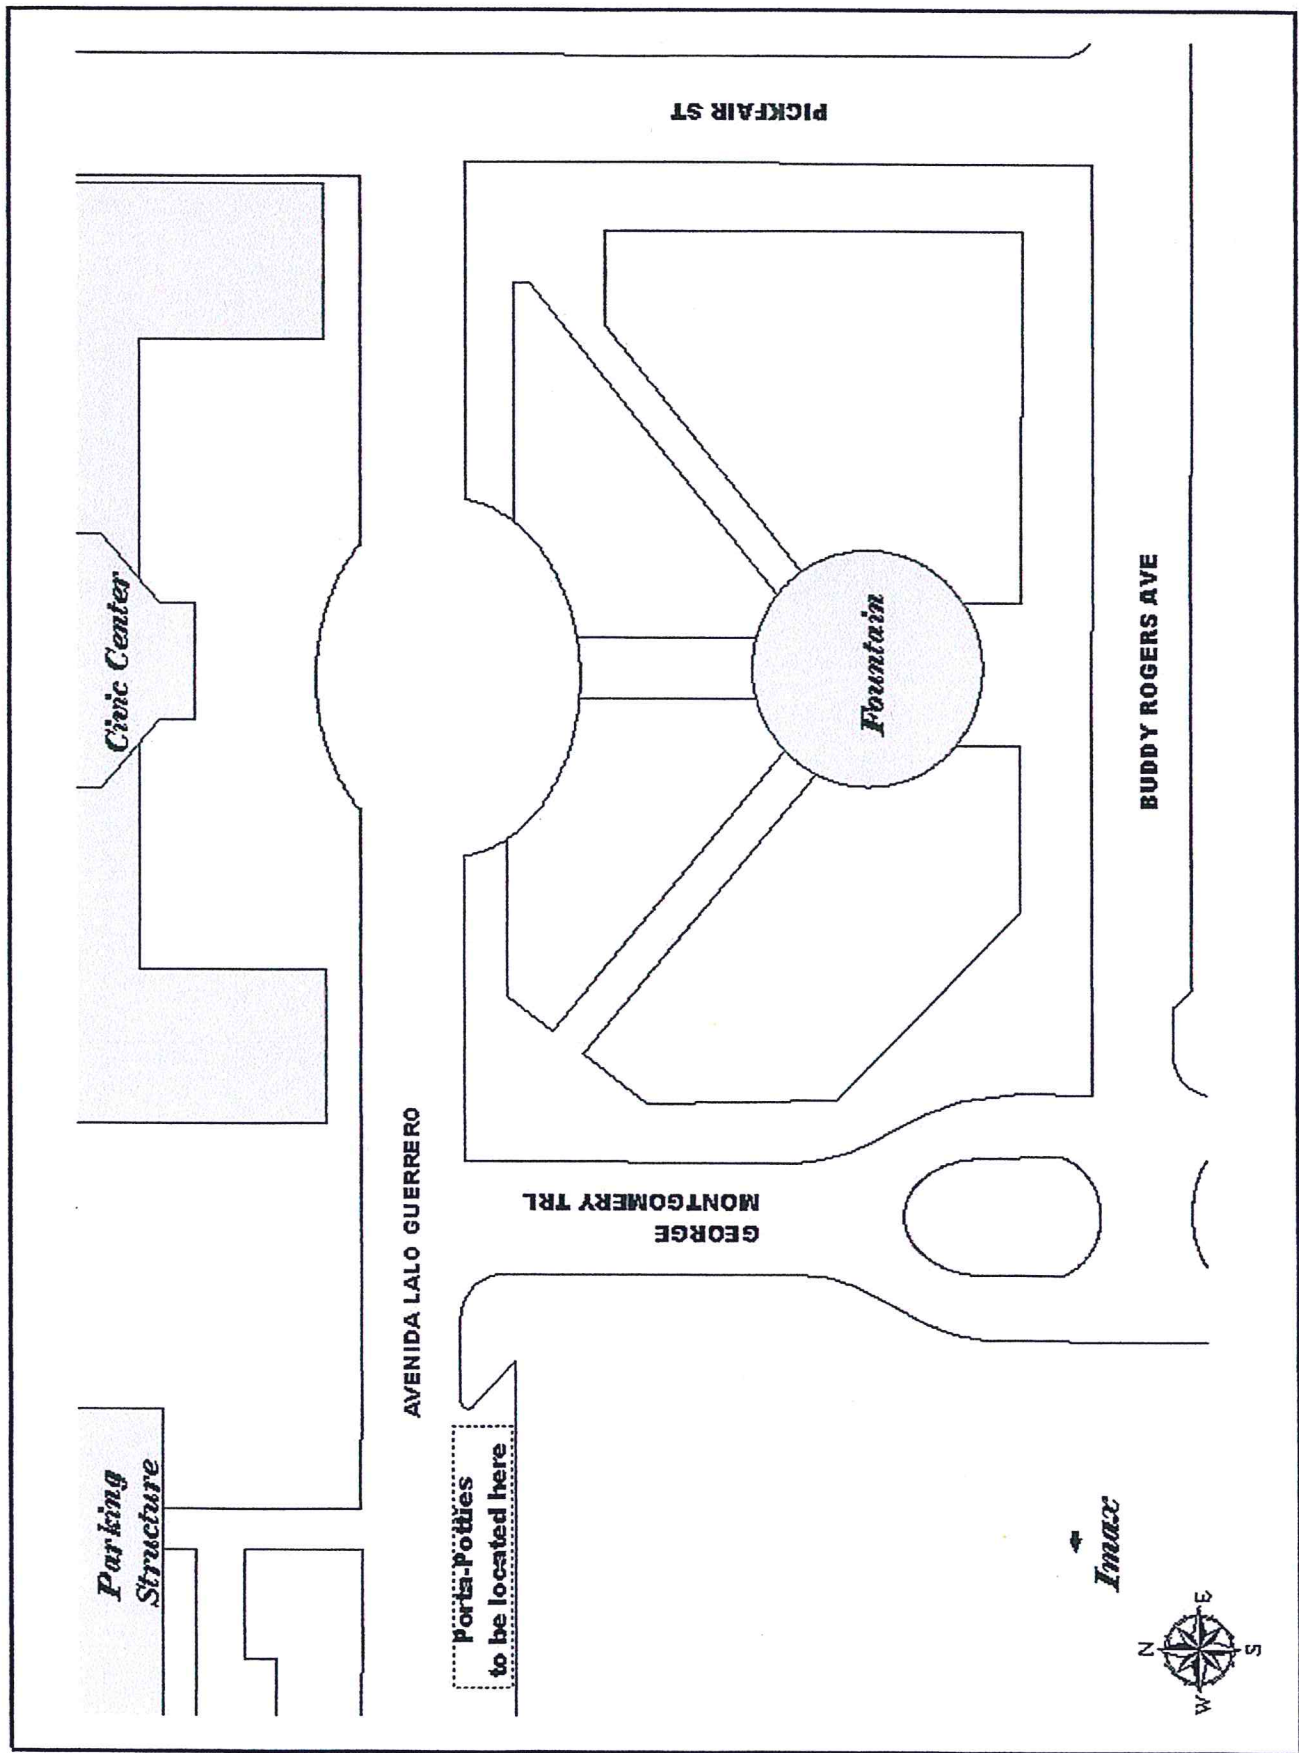 Parking
Structure
Civic Center
AVENIDA LALO GUERRERO
PICKFAIR ST
Porta-Potties
to be located here
GEORGE
MONTGOMERY TRL
Fountain
BUDDY ROGERS AVE
Imax
N
W
E
S